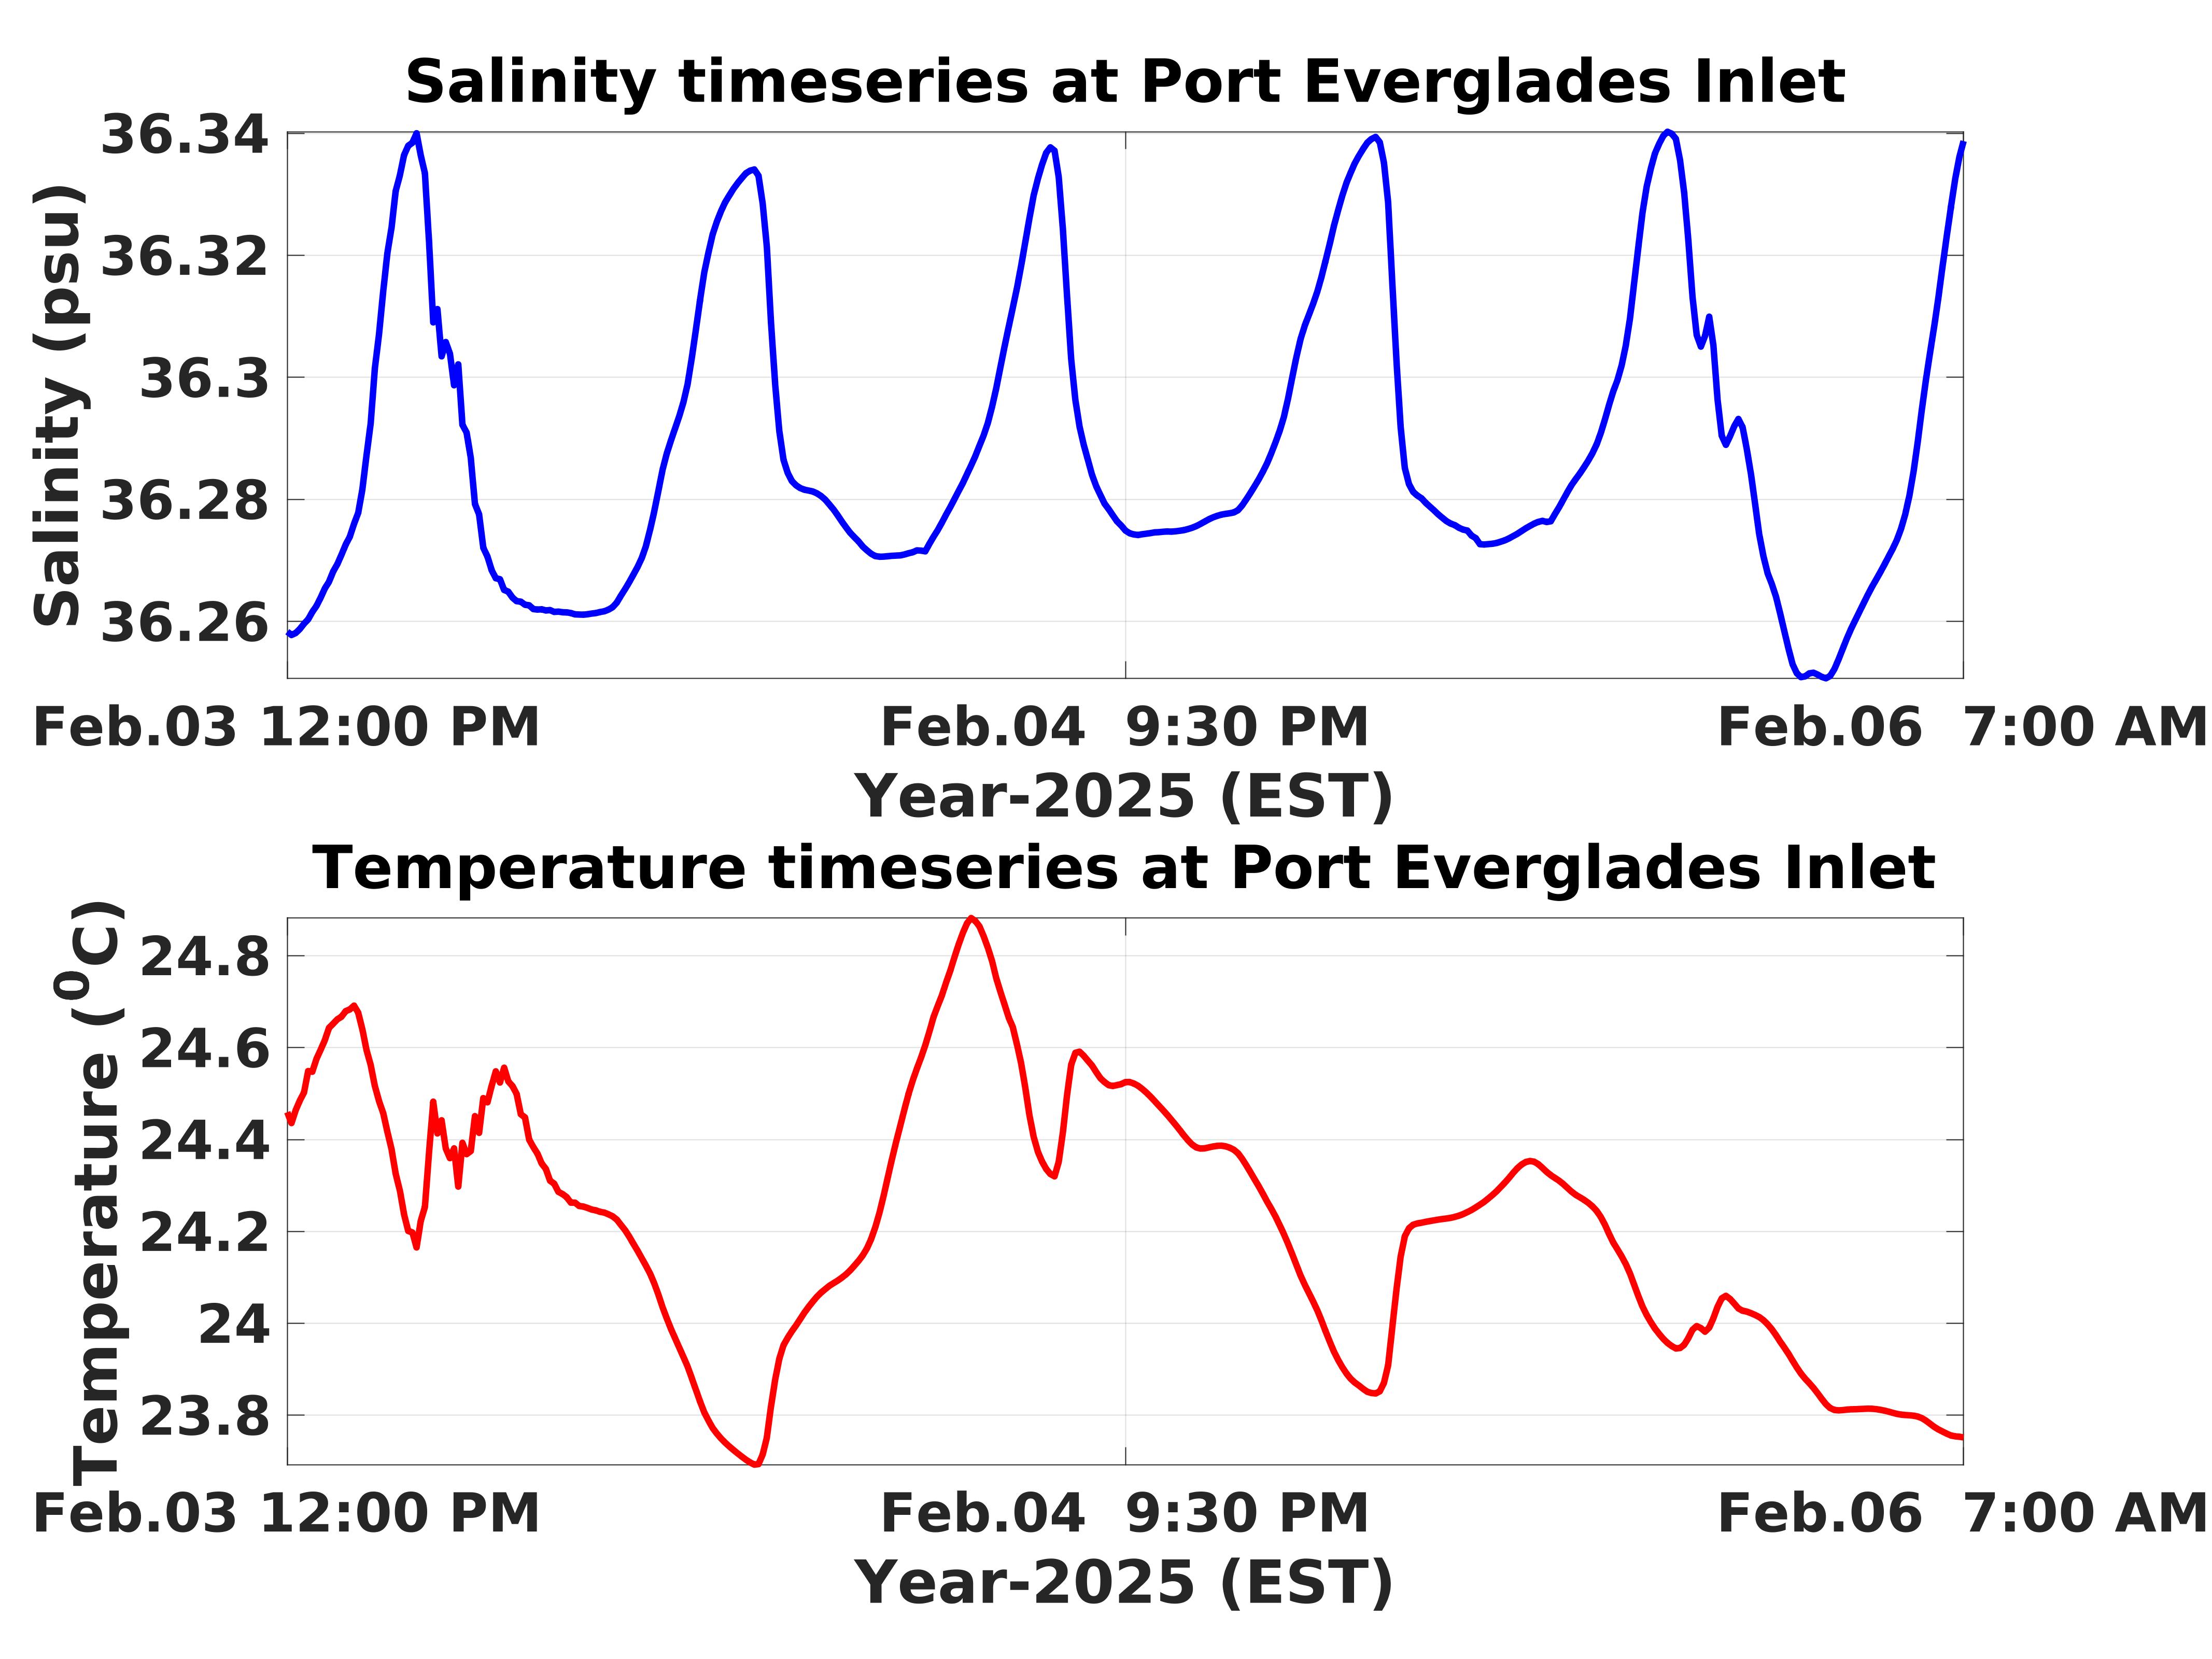 Salinity timeseries at Port Everglades Inlet
Salinity (psu)
36.34
36.32
36.3
36.28
36.26
Feb.03 12:00 PM Feb.04 9:30 PM Feb.06 7:00 AM
Year-2025 (EST)
Temperature timeseries at Port Everglades Inlet
Temperature (⁰C)
24.8
24.6
24.4
24.2
24
23.8
Feb.03 12:00 PM Feb.04 9:30 PM Feb.06 7:00 AM
Year-2025 (EST)